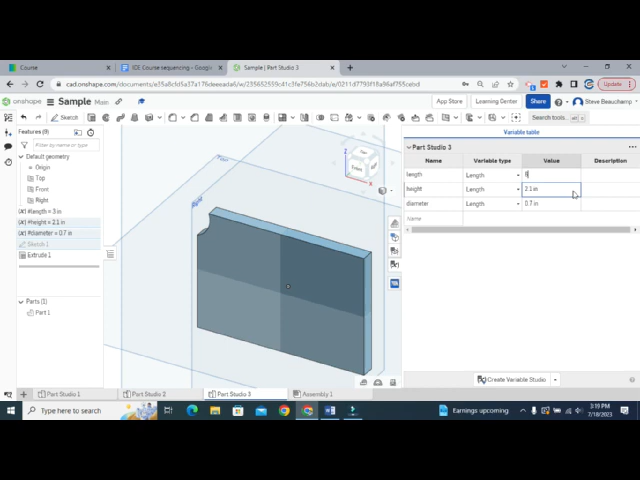 Course
IDE Course sequencing - Google
Sample | Part Studio 3
cad.onshape.com/documents/e35a8cfd5a37a176deeeada6/w/235652559c41c3fe756b2dab/e/0211d7793f18a96af755cebd
Update
onshape
Sample Main
App Store
Learning Center
Share
Steve Beauchamp
Sketch
Search tools...
Features (9)
Filter by name or type
Default geometry
Origin
Top
Front
Right
#length = 3 in
#height = 2.1 in
#diameter = 0.7 in
Sketch 1
Extrude 1
Parts (1)
Part 1
Top
Right
Z
X
Variable table
Part Studio 3
Name
Variable type
Value
Description
length
Length
height
Length
2.1 in
diameter
Length
0.7 in
Name
Create Variable Studio
Part Studio 1
Part Studio 2
Part Studio 3
Assembly 1
Type here to search
Earnings upcoming
3:19 PM
7/18/2023